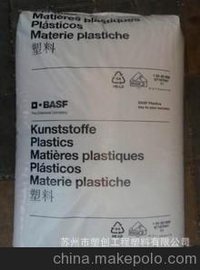 Matières plastiques
Plásticos
Materie plastiche
塑料
BASF
Kunststoffe
Plastics
Matières plastiques
Plásticos
Materie plastiche
塑料
苏州市塑创工程塑料有限公司
china.makepolo.com